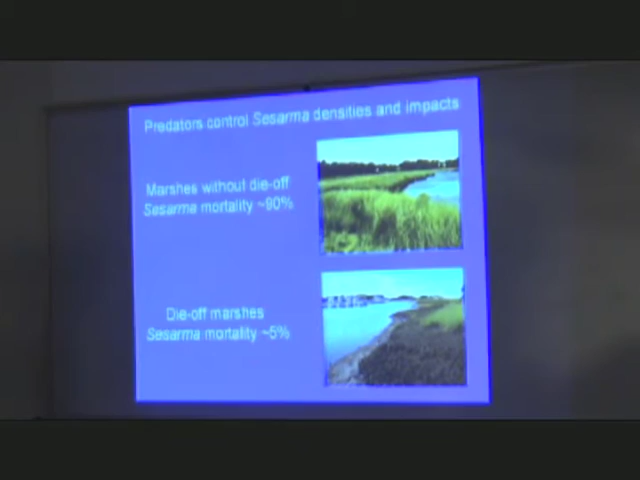 Predators control Sesarma densities and impacts
Marshes without die-off
Sesarma mortality ~90%
Die-off marshes
Sesarma mortality ~5%